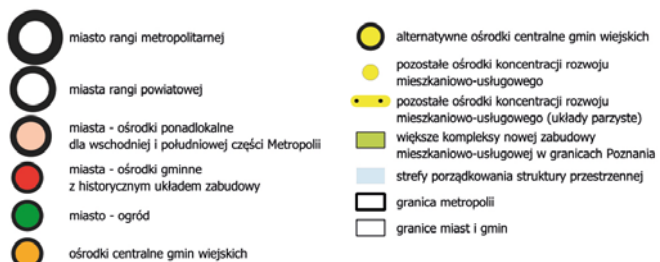 miasto rangi metropolitarnej
miasta rangi powiatowej
miasta - ośrodki ponadlokalne
dla wschodniej i południowej części Metropolii
miasta - ośrodki gminne
z historycznym układem zabudowy
miasto - ogród
ośrodki centralne gmin wiejskich
alternatywne ośrodki centralne gmin wiejskich
pozostałe ośrodki koncentracji rozwoju
mieszkaniowo-usługowego
pozostałe ośrodki koncentracji rozwoju
mieszkaniowo-usługowego (układy parzyste)
większe kompleksy nowej zabudowy
mieszkaniowo-usługowej w granicach Poznania
strefy porządkowania struktury przestrzennej
granica metropolii
granice miast i gmin